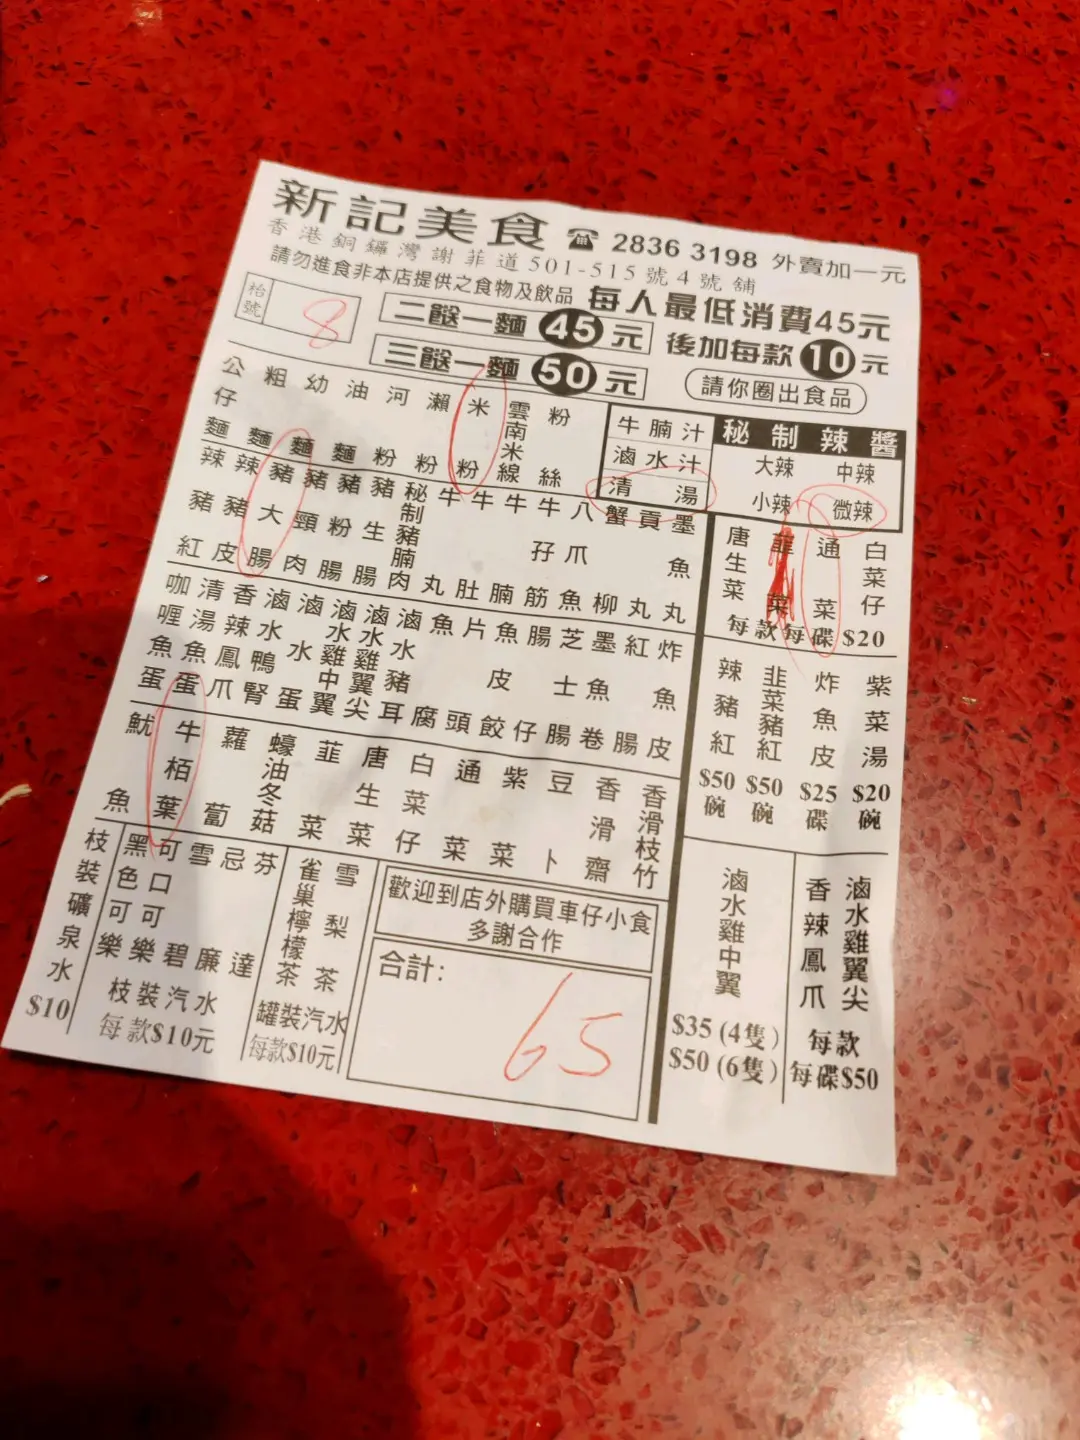 新記美食 ☎ 2836 3198 外賣加一元
香港銅鑼灣謝菲道501-515號4號舖
請勿進食非本店提供之食物及飲品
每人最低消費45元
枱號 8
二餸一麵 45 元
後加每款 10 元
三餸一麵 50 元
請你圈出食品
公仔麵 粗麵 幼麵 油麵 河粉 瀨粉 米粉 雲南米線 粉絲
牛腩汁
滷水汁
清湯
秘制辣醬
大辣 中辣
小辣 微辣
辣豬紅 辣豬皮 豬大腸 豬頸肉 豬粉腸 豬生腸 秘制豬腩肉 牛丸 牛肚 牛腩 牛孖筋 八爪魚 蟹柳 貢丸 墨魚丸
唐生菜 韮菜 通菜 白菜仔
每款每碟 $20
咖喱魚蛋 清湯魚蛋 香辣鳳爪 滷水鴨腎 滷水蛋 滷水雞中翼 滷水雞翼尖 滷水豬耳 魚腐 片頭 魚皮餃 腸仔 芝士腸 墨魚卷 紅腸 炸魚皮
辣豬紅 $50碗
韭菜豬紅 $50碗
炸魚皮 $25碟
紫菜湯 $20碗
魷魚 牛栢葉 蘿蔔 蠔油冬菇 韮菜 唐生菜 白菜仔 通菜 紫菜 豆卜 香滑齋 香滑枝竹
枝裝礦泉水 $10
黑色可樂 可口可樂 雪碧 忌廉 芬達
枝裝汽水
每款$10元
雀巢檸檬茶 雪梨茶
罐裝汽水
每款$10元
歡迎到店外購買車仔小食
多謝合作
合計:
65
滷水雞中翼
$35 (4隻)
$50 (6隻)
香辣鳳爪 滷水雞翼尖
每款
每碟$50